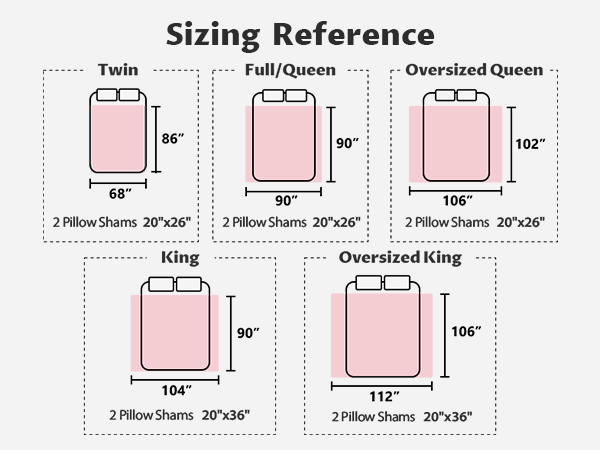 Sizing Reference
Twin
86”
68”
2 Pillow Shams 20"x26"
Full/Queen
90”
90”
2 Pillow Shams 20"x26"
Oversized Queen
102”
106”
2 Pillow Shams 20"x26"
King
90”
104”
2 Pillow Shams 20"x36"
Oversized King
106”
112”
2 Pillow Shams 20"x36"